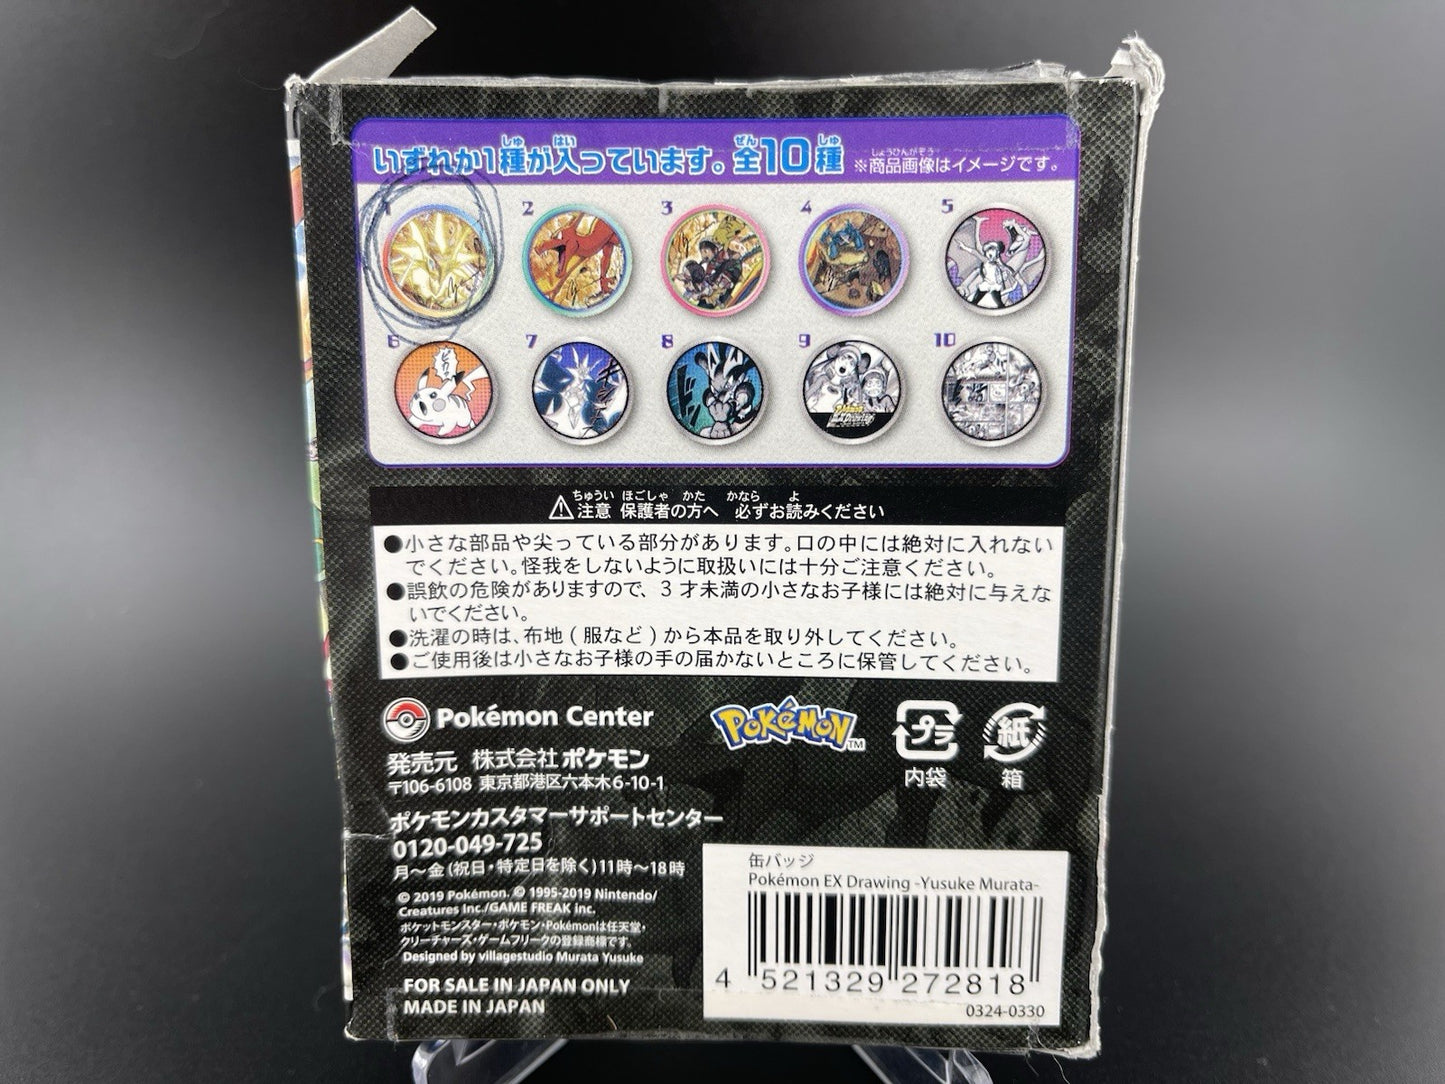 いずれか1種が入っています。全10種 ※商品画像はイメージです。
1 2 3 4 5
6 7 8 9 10
⚠注意 保護者の方へ 必ずお読みください
●小さな部品や尖っている部分があります。口の中には絶対に入れない
でください。怪我をしないように取扱いには十分ご注意ください。
●誤飲の危険がありますので、3才未満の小さなお子様には絶対に与えな
いでください。
●洗濯の時は、布地(服など)から本品を取り外してください。
●ご使用後は小さなお子様の手の届かないところに保管してください。
Pokémon Center
POKéMON TM
プラ 紙
内袋 箱
発売元 株式会社ポケモン
〒106-6108 東京都港区六本木6-10-1
ポケモンカスタマーサポートセンター
0120-049-725
月〜金(祝日・特定日を除く)11時〜18時
© 2019 Pokémon. © 1995-2019 Nintendo/
Creatures Inc./GAME FREAK inc.
ポケットモンスター・ポケモン・Pokémonは任天堂・
クリーチャーズ・ゲームフリークの登録商標です。
Designed by villagestudio Murata Yusuke
FOR SALE IN JAPAN ONLY
MADE IN JAPAN
缶バッジ
Pokémon EX Drawing -Yusuke Murata-
4 521329 272818
0324-0330